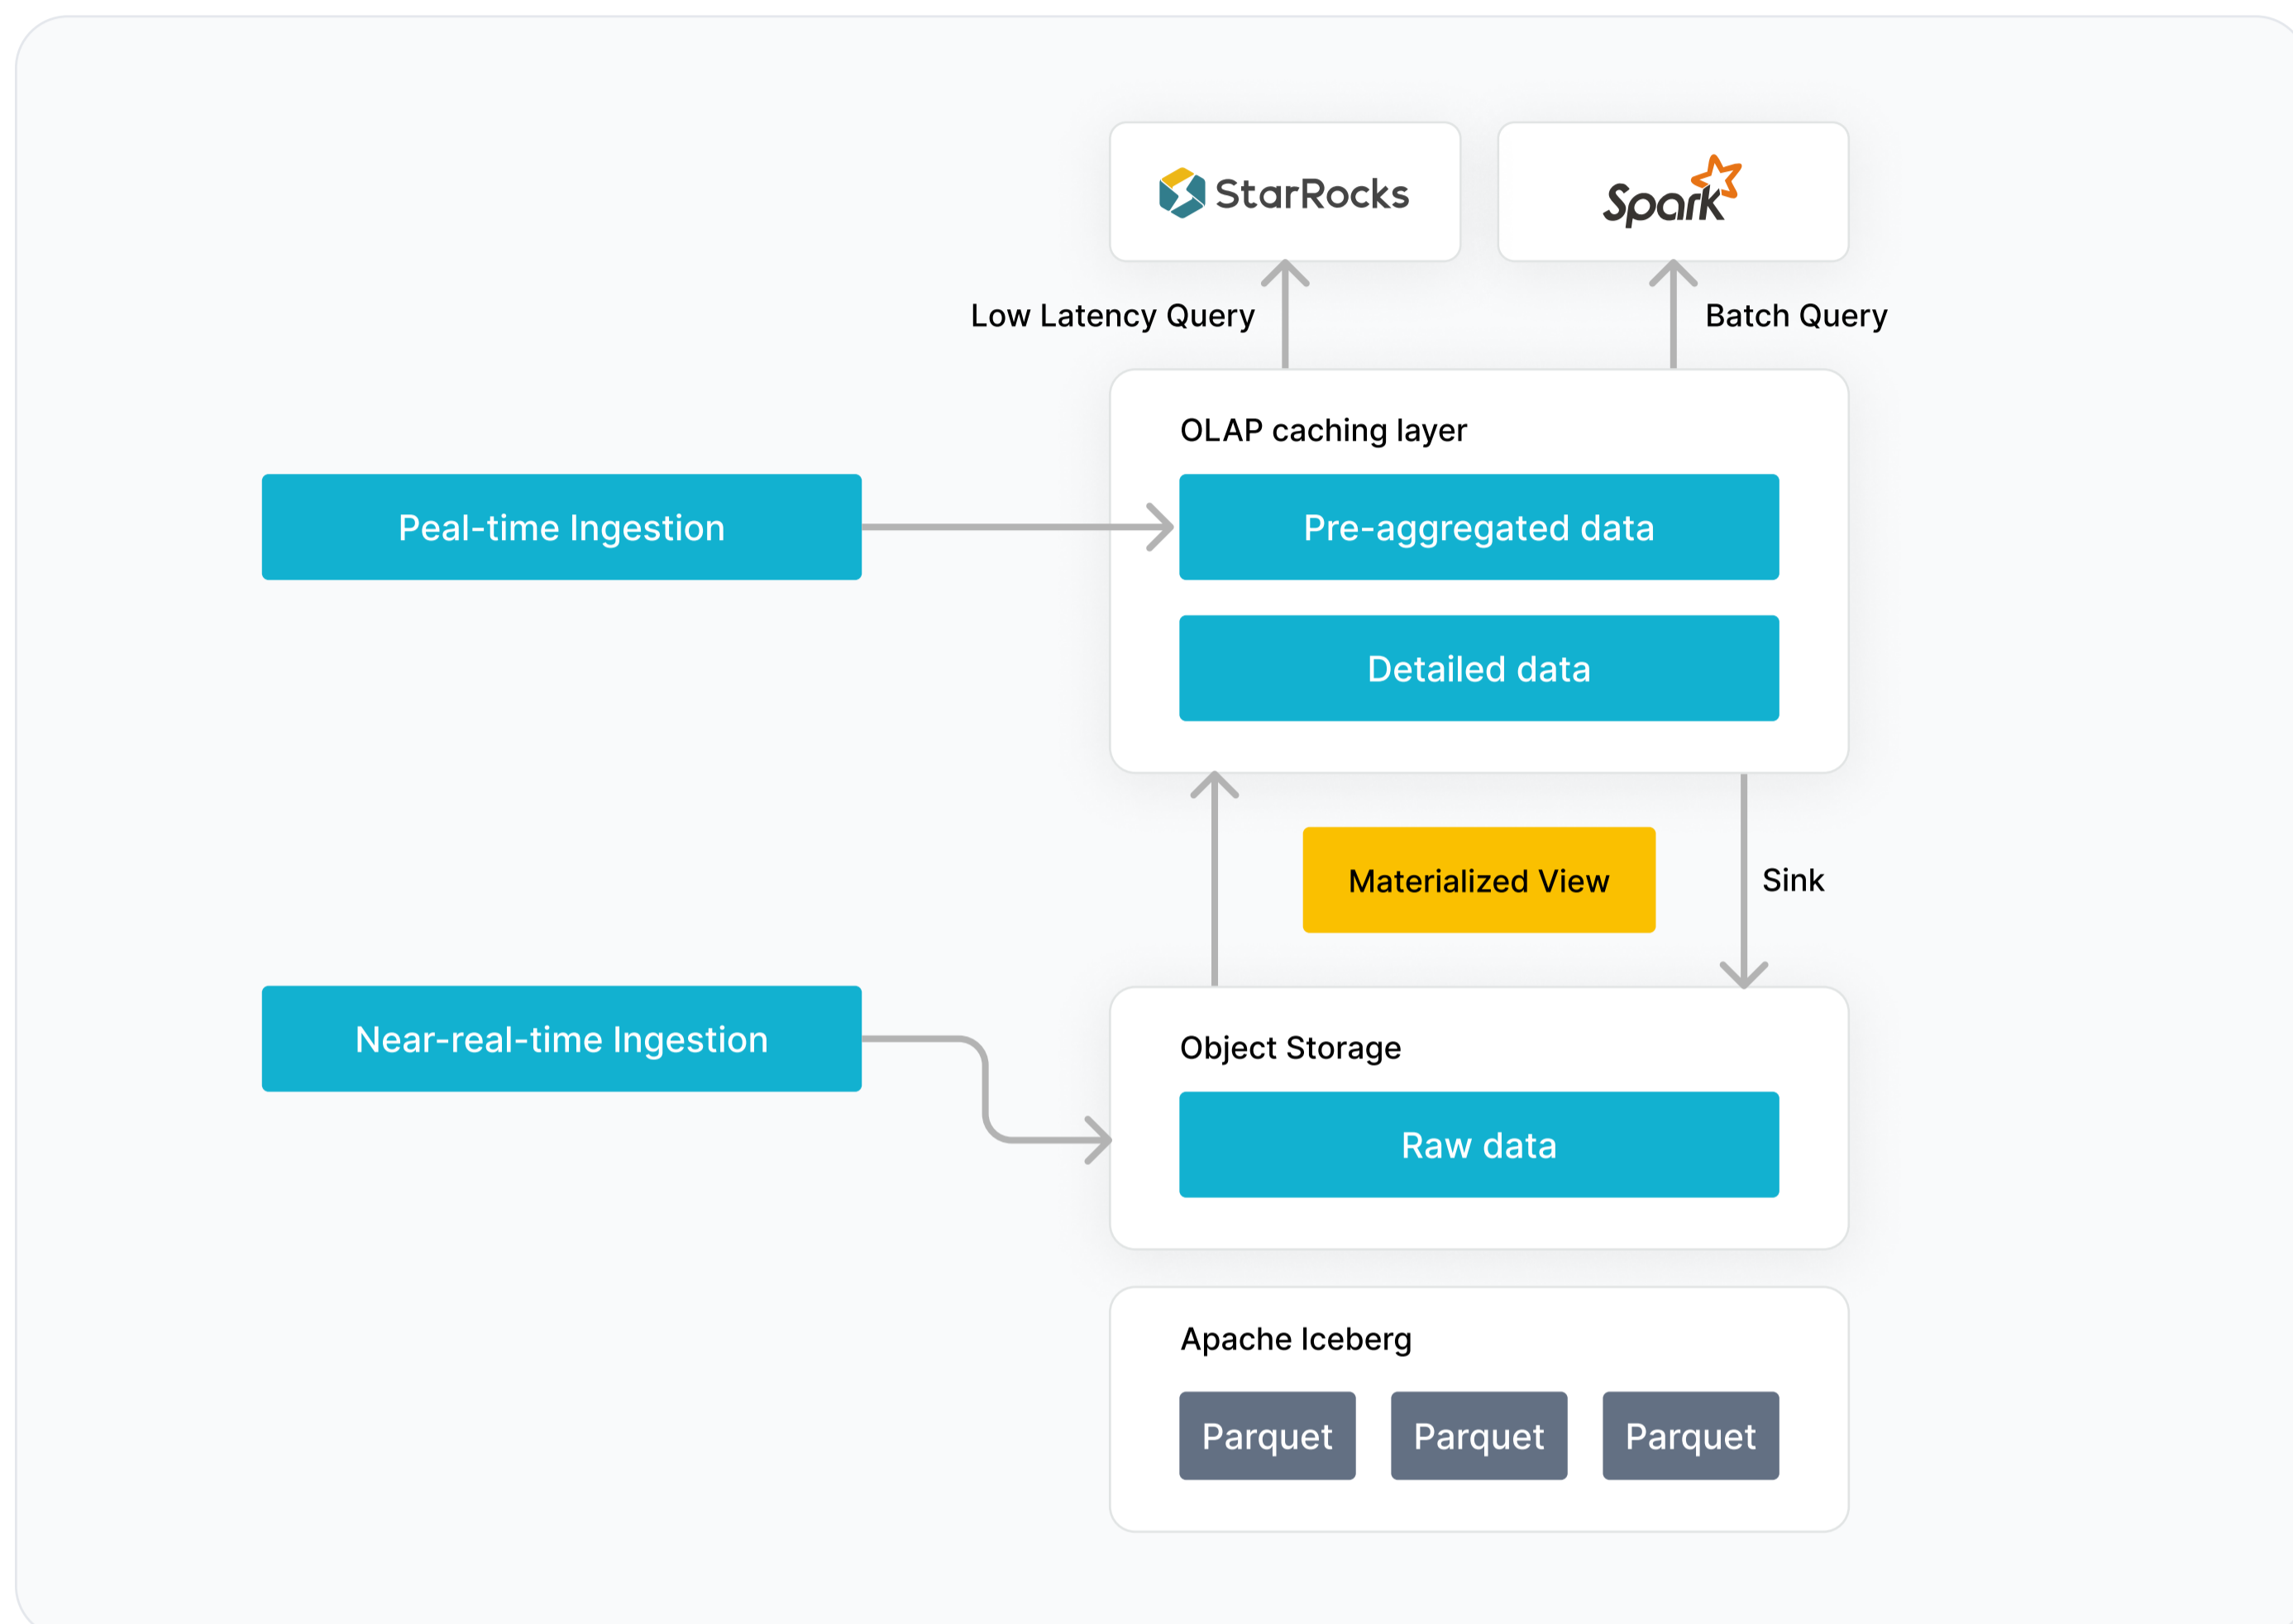 StarRocks
Spark
Low Latency Query
Batch Query
OLAP caching layer
Peal-time Ingestion
Pre-aggregated data
Detailed data
Materialized View
Sink
Near-real-time Ingestion
Object Storage
Raw data
Apache Iceberg
Parquet
Parquet
Parquet